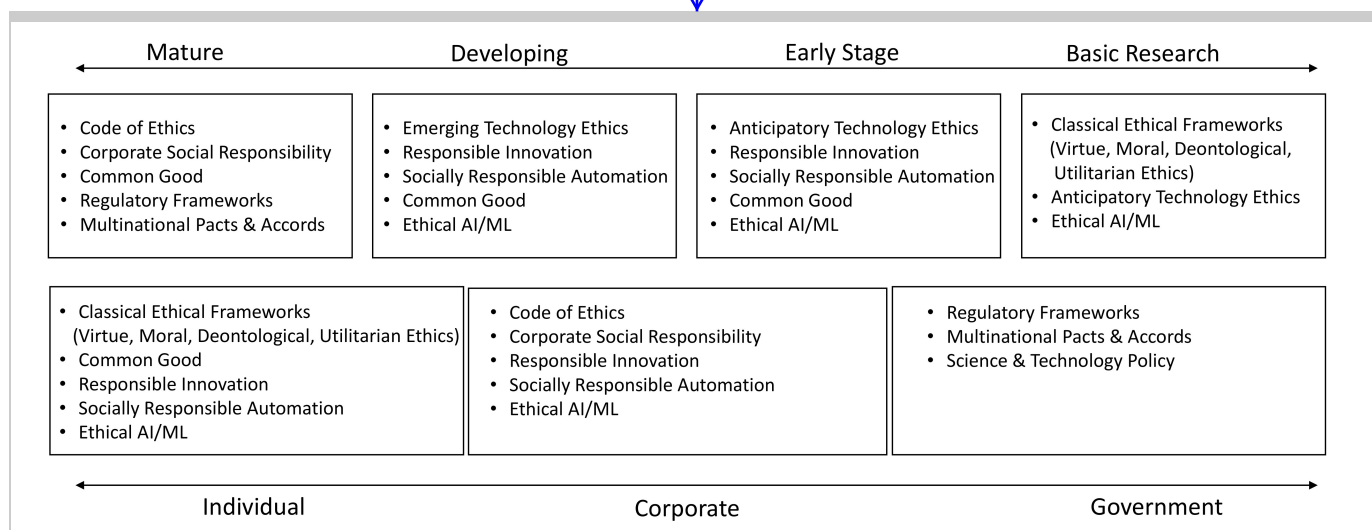 Mature
Developing
Early Stage
Basic Research
• Code of Ethics
• Corporate Social Responsibility
• Common Good
• Regulatory Frameworks
• Multinational Pacts & Accords
• Emerging Technology Ethics
• Responsible Innovation
• Socially Responsible Automation
• Common Good
• Ethical AI/ML
• Anticipatory Technology Ethics
• Responsible Innovation
• Socially Responsible Automation
• Common Good
• Ethical AI/ML
• Classical Ethical Frameworks
(Virtue, Moral, Deontological,
Utilitarian Ethics)
• Anticipatory Technology Ethics
• Ethical AI/ML
• Classical Ethical Frameworks
(Virtue, Moral, Deontological, Utilitarian Ethics)
• Common Good
• Responsible Innovation
• Socially Responsible Automation
• Ethical AI/ML
• Code of Ethics
• Corporate Social Responsibility
• Responsible Innovation
• Socially Responsible Automation
• Ethical AI/ML
• Regulatory Frameworks
• Multinational Pacts & Accords
• Science & Technology Policy
Individual
Corporate
Government